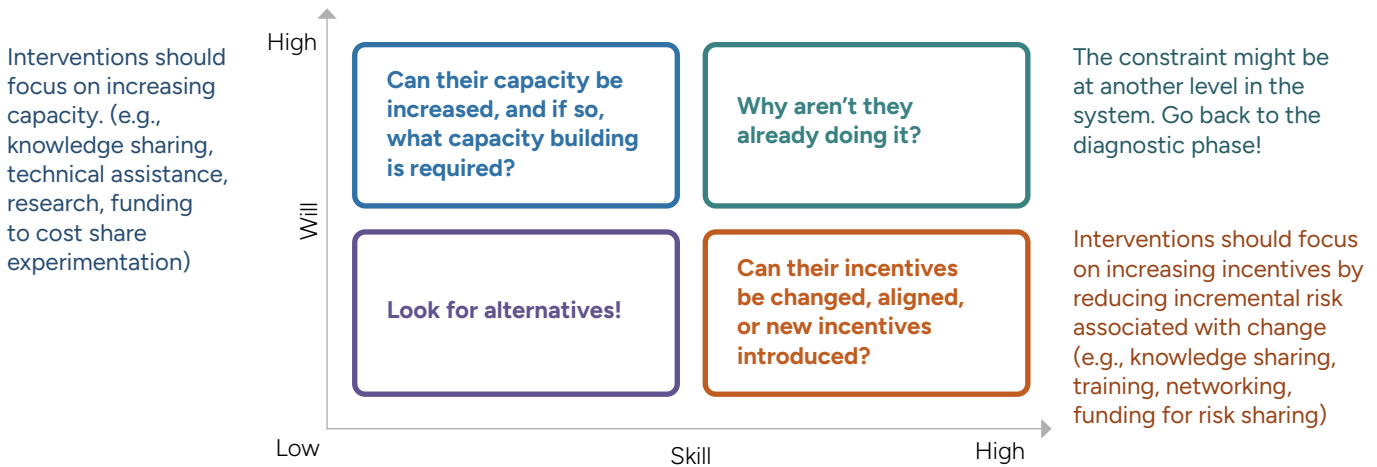 Interventions should
focus on increasing
capacity. (e.g.,
knowledge sharing,
technical assistance,
research, funding
to cost share
experimentation)
High
Will
Low
Skill
High
Can their capacity be
increased, and if so,
what capacity building
is required?
Why aren’t they
already doing it?
Look for alternatives!
Can their incentives
be changed, aligned,
or new incentives
introduced?
The constraint might be
at another level in the
system. Go back to the
diagnostic phase!
Interventions should focus
on increasing incentives by
reducing incremental risk
associated with change
(e.g., knowledge sharing,
training, networking,
funding for risk sharing)